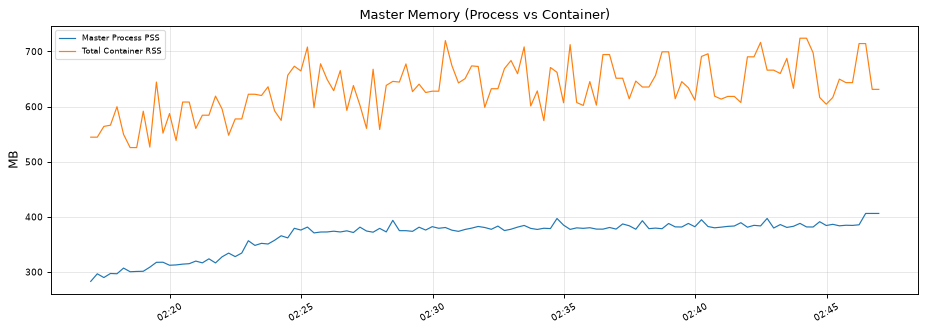 Master Memory (Process vs Container)
Master Process PSS
Total Container RSS
MB
700
600
500
400
300
02:20
02:25
02:30
02:35
02:40
02:45